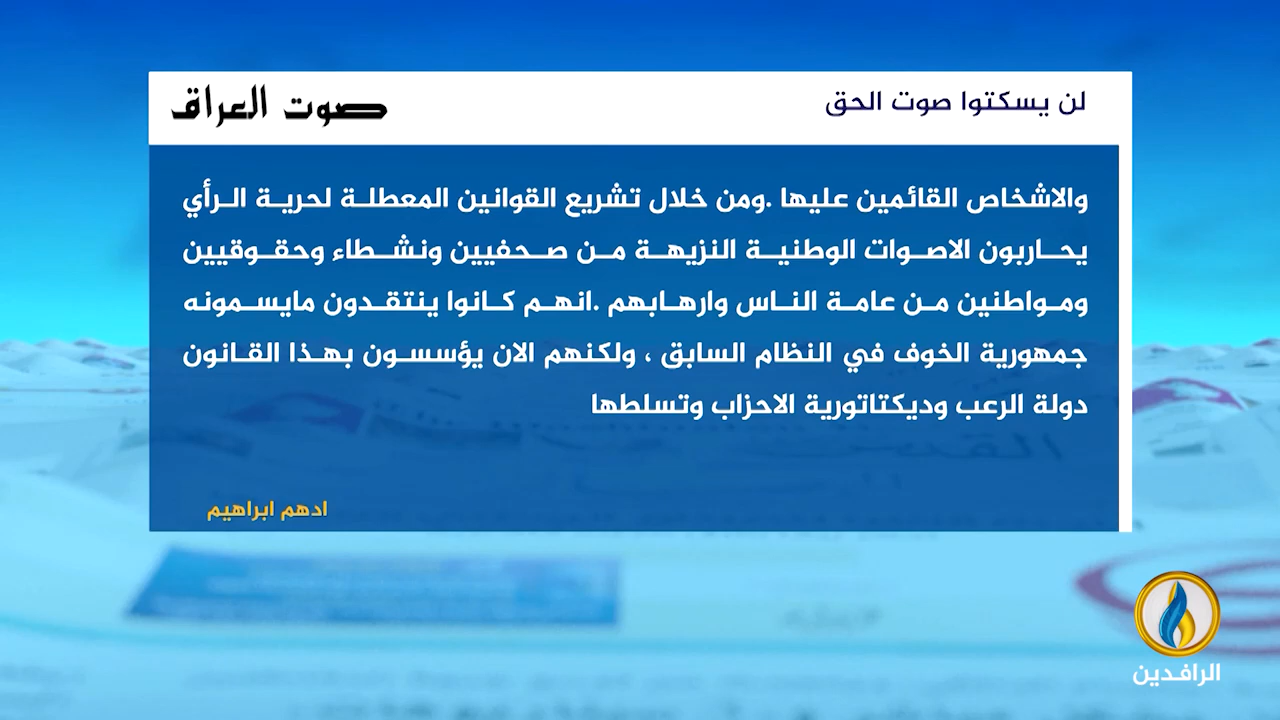 لن يسكتوا صوت الحق
صوت العراق
والاشخاص القائمين عليها .ومن خلال تشريع القوانين المعطلة لحرية الرأي
يحاربون الاصوات الوطنية النزيهة من صحفيين ونشطاء وحقوقيين
ومواطنين من عامة الناس وارهابهم .انهم كانوا ينتقدون مايسمونه
جمهورية الخوف في النظام السابق ، ولكنهم الان يؤسسون بهذا القانون
دولة الرعب وديكتاتورية الاحزاب وتسلطها
ادهم ابراهيم
الرافدين